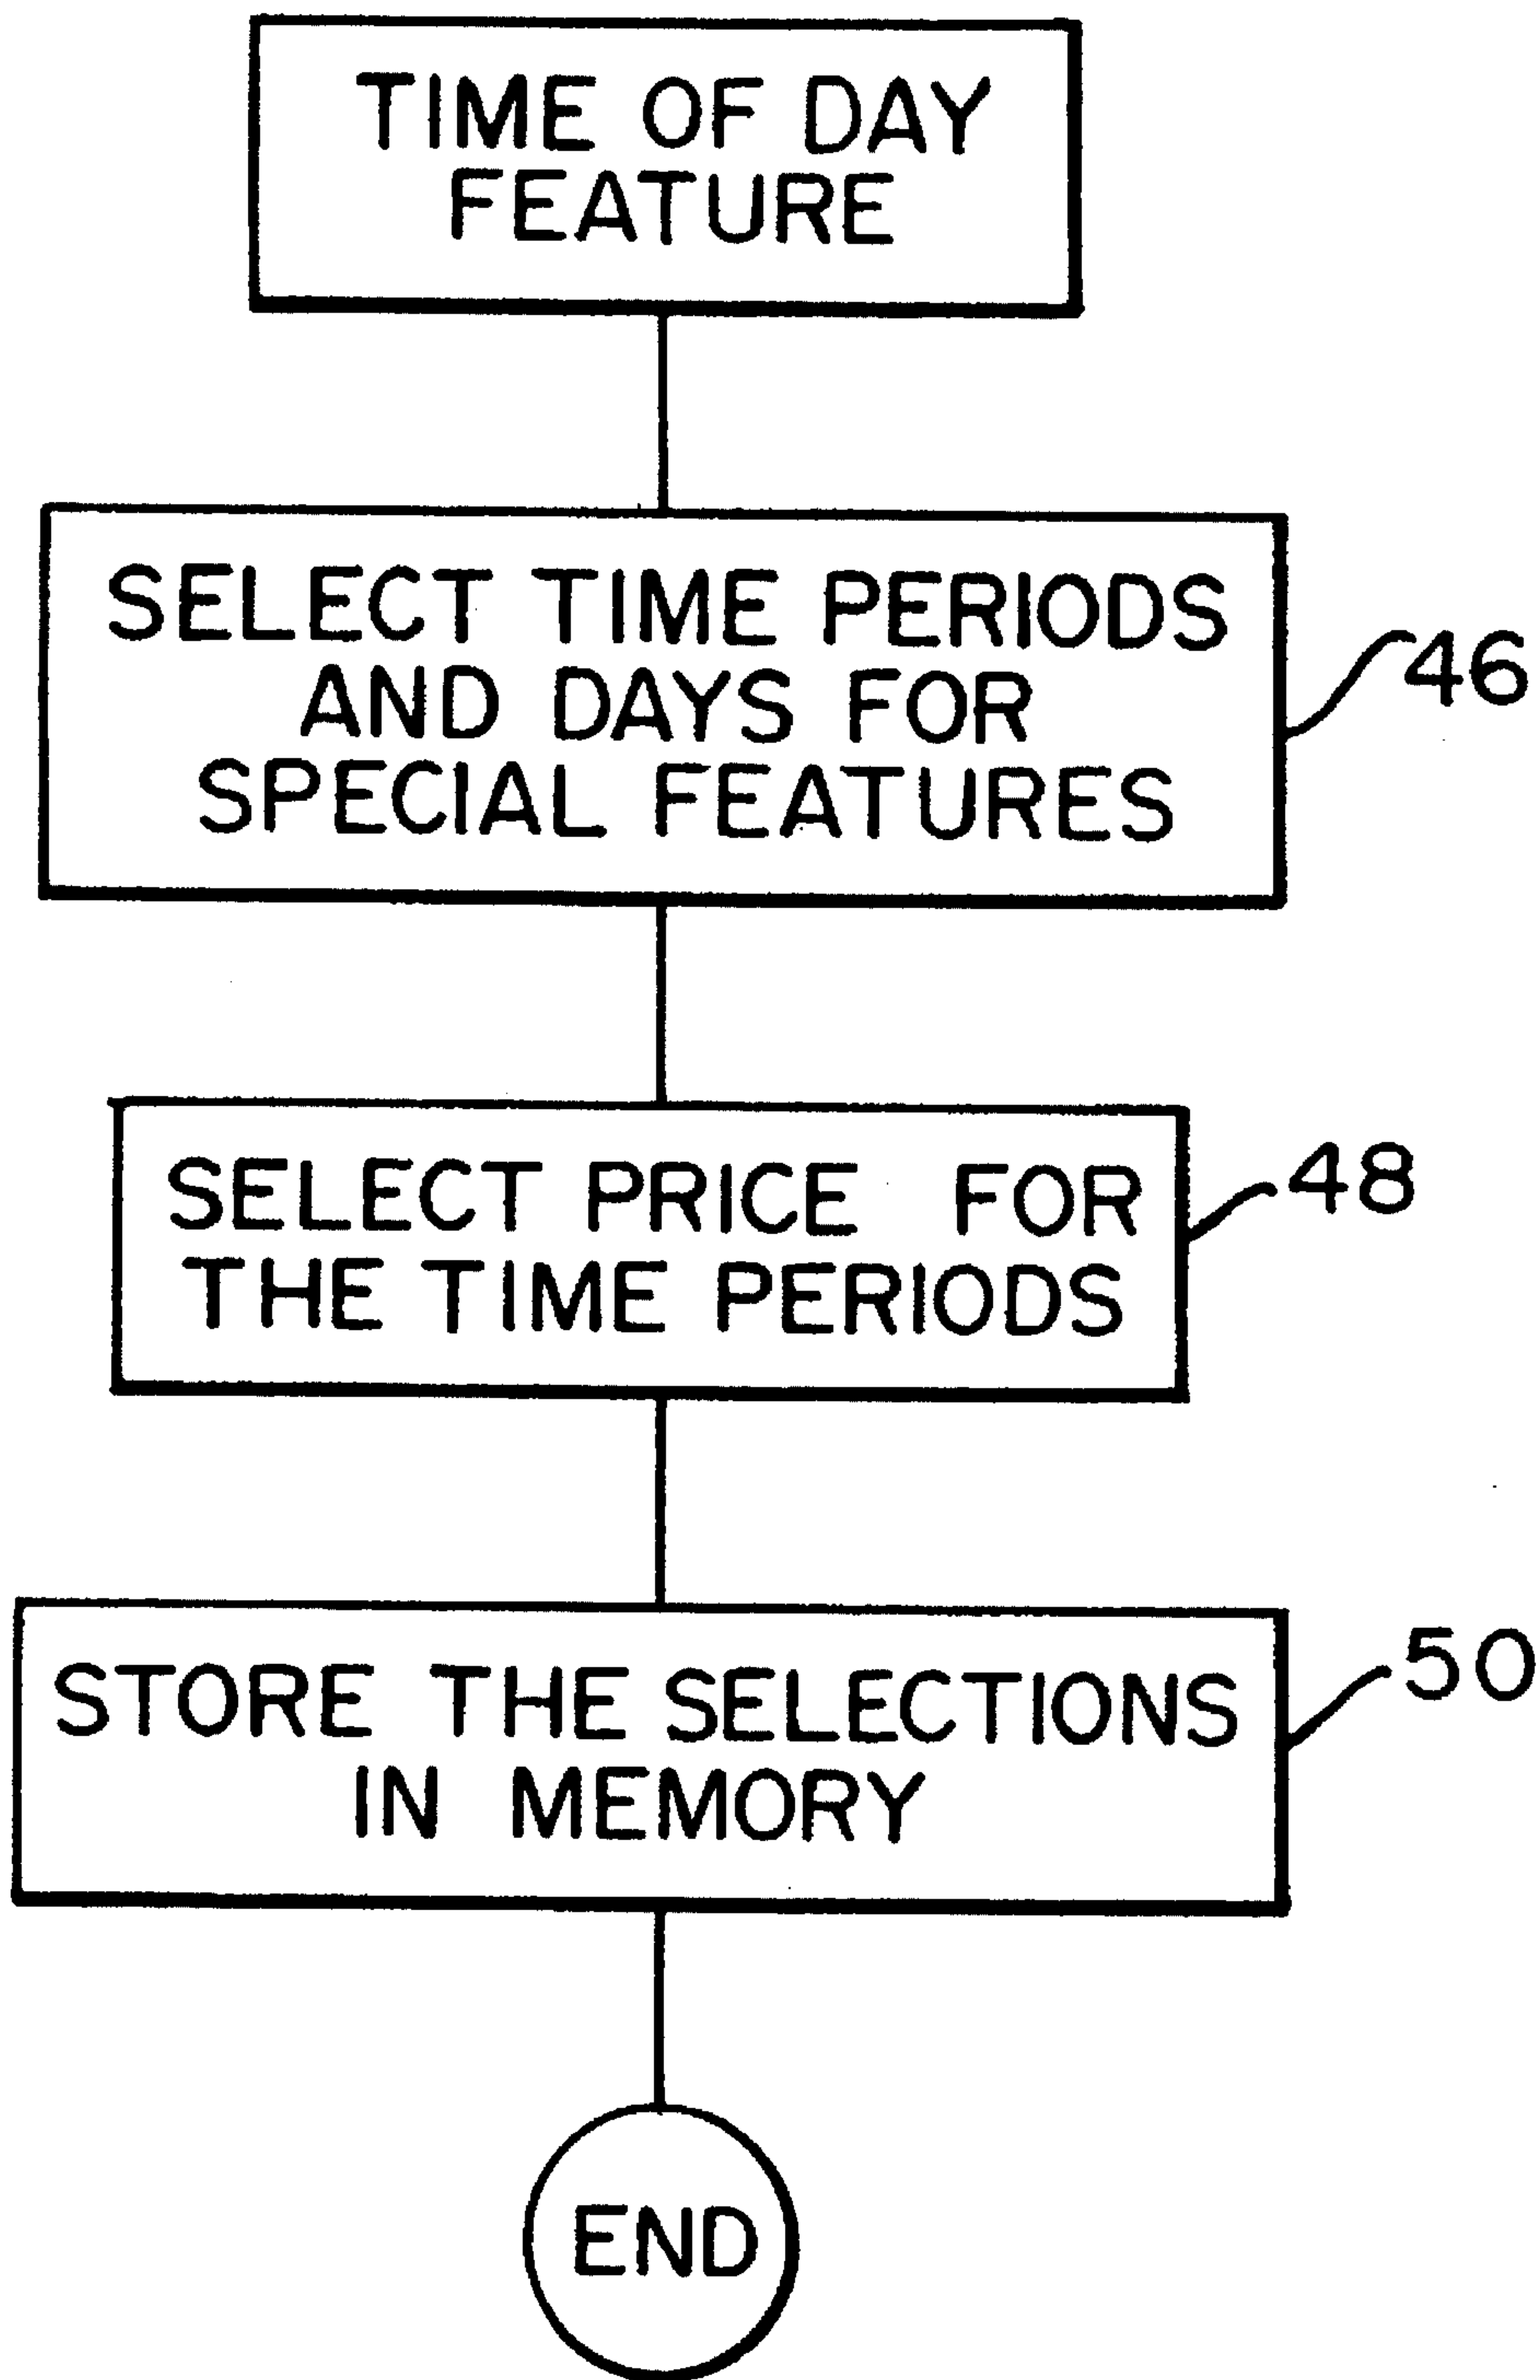 TIME OF DAY
FEATURE
SELECT TIME PERIODS
AND DAYS FOR
SPECIAL FEATURES
46
SELECT PRICE FOR
THE TIME PERIODS
48
STORE THE SELECTIONS
IN MEMORY
50
END